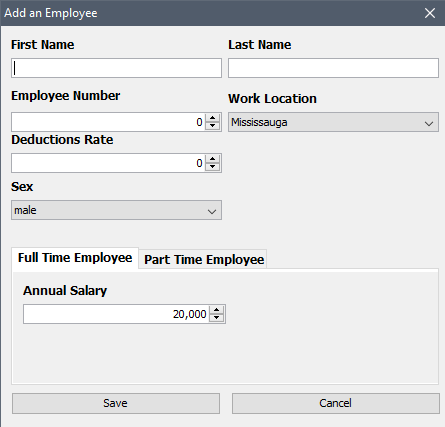 Add an Employee
First Name
Last Name
Employee Number
Work Location
0
Mississauga
Deductions Rate
0
Sex
male
Full Time Employee
Part Time Employee
Annual Salary
20,000
Save
Cancel